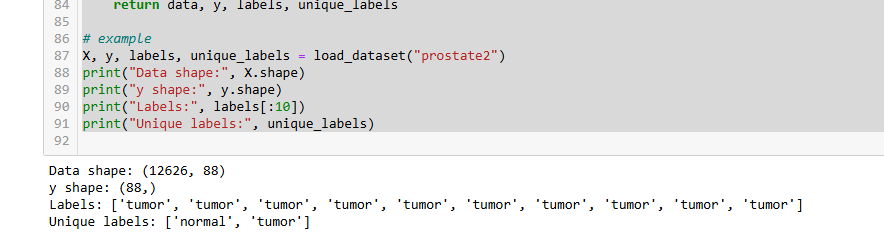 84     return data, y, labels, unique_labels
85
86 # example
87 X, y, labels, unique_labels = load_dataset("prostate2")
88 print("Data shape:", X.shape)
89 print("y shape:", y.shape)
90 print("Labels:", labels[:10])
91 print("Unique labels:", unique_labels)
92
Data shape: (12626, 88)
y shape: (88,)
Labels: ['tumor', 'tumor', 'tumor', 'tumor', 'tumor', 'tumor', 'tumor', 'tumor', 'tumor', 'tumor']
Unique labels: ['normal', 'tumor']